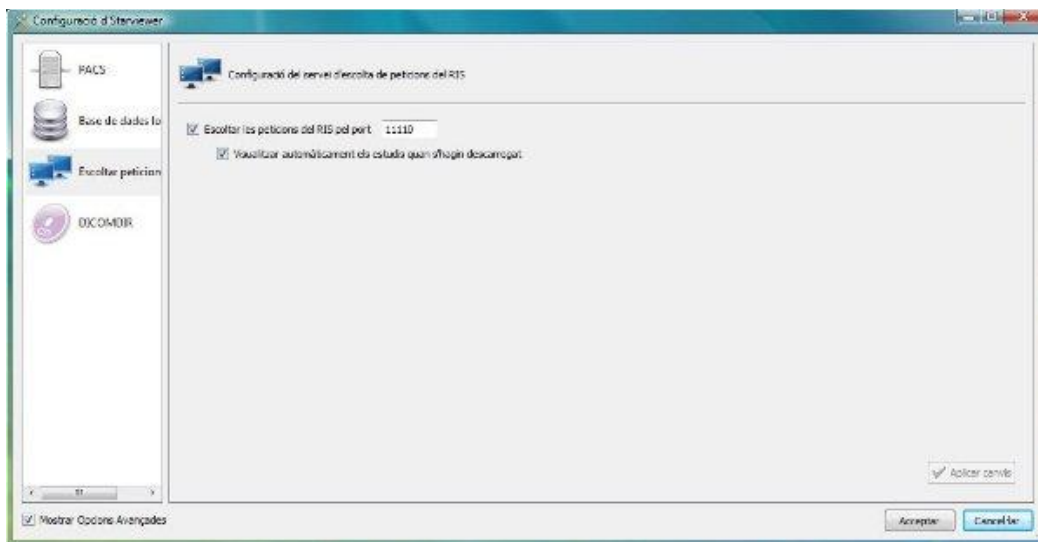 Configuració d'Starviewer
PACS
Base de dades lo
Escoltar peticion
DICOMDIR
Configuració del servei d'escolta de peticions del RIS
Escoltar les peticions del RIS pel port 11110
Visualitzar automàticament els estudis quan s'hagin descarregat
Aplicar canvis
Mostrar Opcions Avançades
Acceptar
Cancel·lar